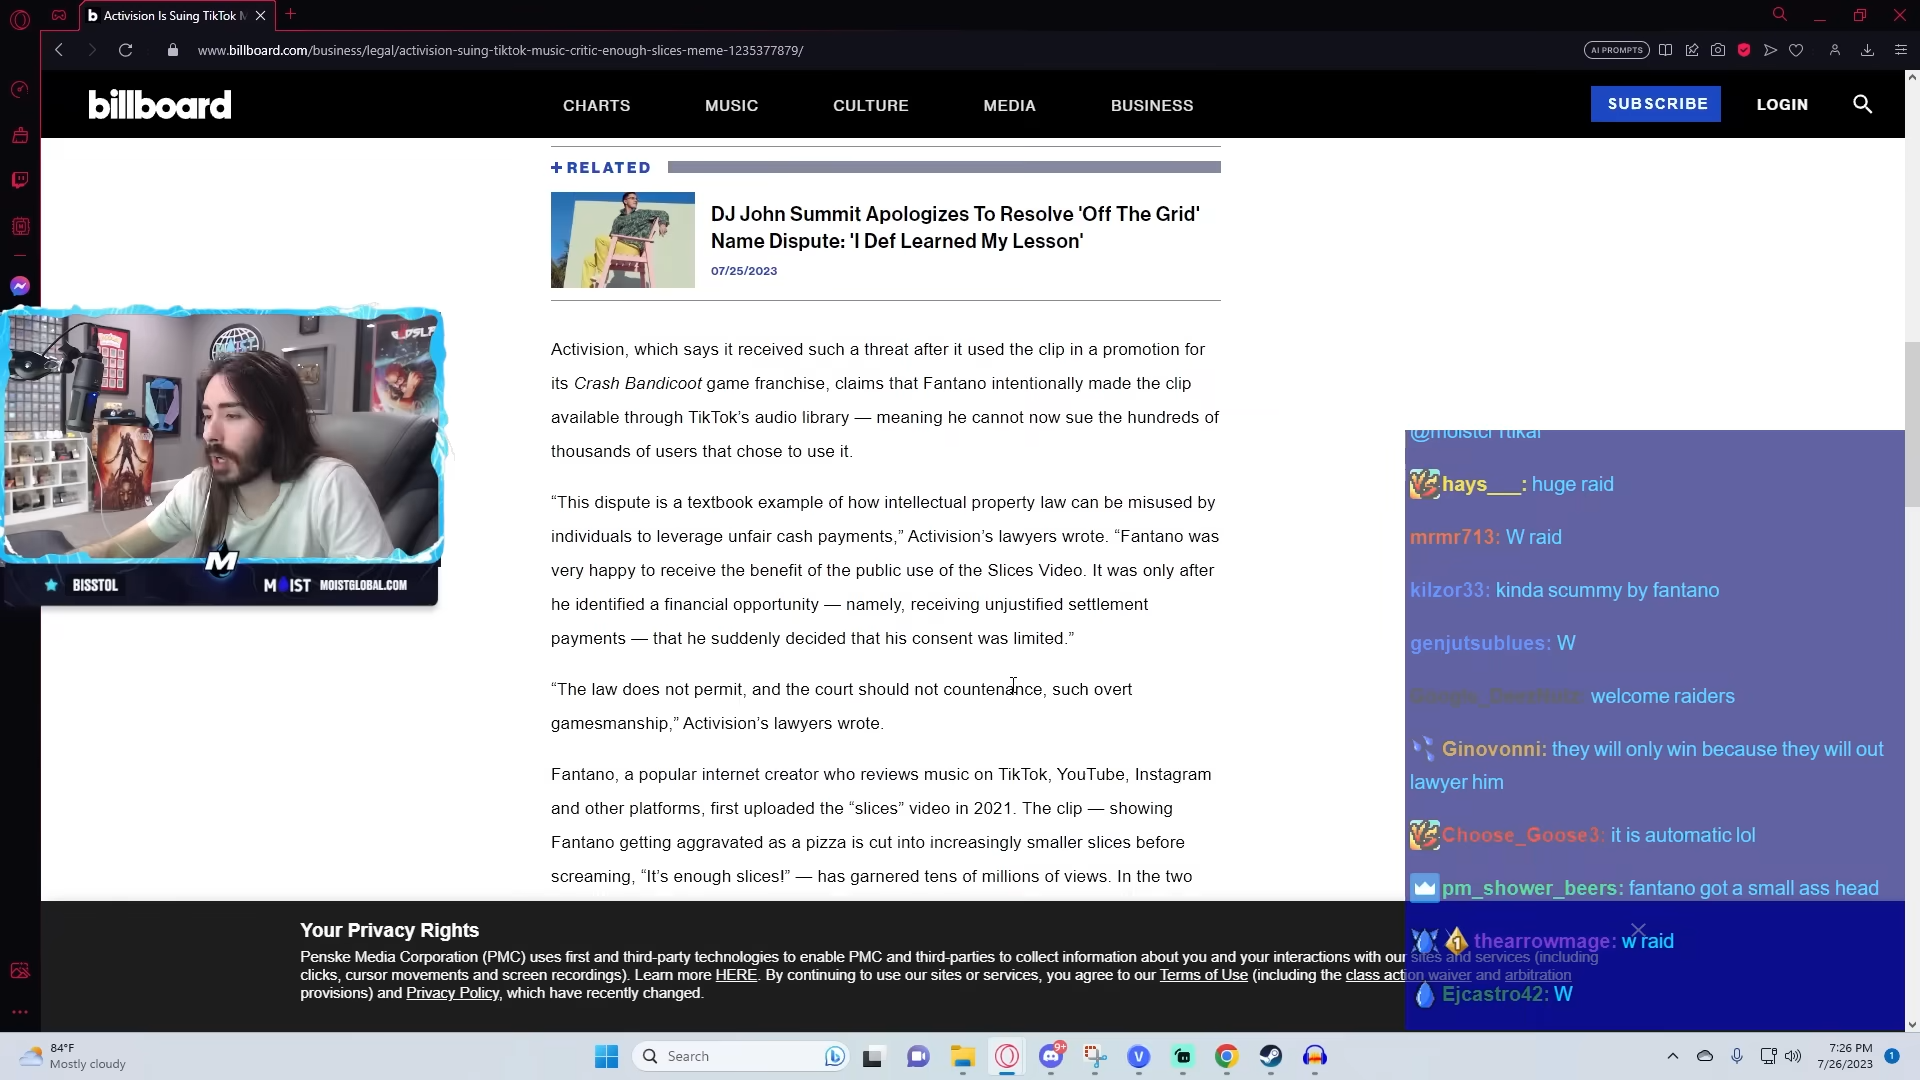 Activision Is Suing TikTok M
www.billboard.com/business/legal/activision-suing-tiktok-music-critic-enough-slices-meme-1235377879/
AI PROMPTS
billboard
CHARTS
MUSIC
CULTURE
MEDIA
BUSINESS
SUBSCRIBE
LOGIN
+RELATED
DJ John Summit Apologizes To Resolve 'Off The Grid'
Name Dispute: 'I Def Learned My Lesson'
07/25/2023
Activision, which says it received such a threat after it used the clip in a promotion for
its Crash Bandicoot game franchise, claims that Fantano intentionally made the clip
available through TikTok’s audio library — meaning he cannot now sue the hundreds of
thousands of users that chose to use it.
“This dispute is a textbook example of how intellectual property law can be misused by
individuals to leverage unfair cash payments,” Activision’s lawyers wrote. “Fantano was
very happy to receive the benefit of the public use of the Slices Video. It was only after
he identified a financial opportunity — namely, receiving unjustified settlement
payments — that he suddenly decided that his consent was limited.”
“The law does not permit, and the court should not countenance, such overt
gamesmanship,” Activision’s lawyers wrote.
Fantano, a popular internet creator who reviews music on TikTok, YouTube, Instagram
and other platforms, first uploaded the “slices” video in 2021. The clip — showing
Fantano getting aggravated as a pizza is cut into increasingly smaller slices before
screaming, “It’s enough slices!” — has garnered tens of millions of views. In the two
M
BISSTOL
MOIST
MOISTGLOBAL.COM
hays___: huge raid
mrmr713: W raid
kilzor33: kinda scummy by fantano
genjutsublues: W
welcome raiders
Ginovonni: they will only win because they will out
lawyer him
Choose_Goose3: it is automatic lol
pm_shower_beers: fantano got a small ass head
thearrowmage: w raid
Ejcastro42: W
Your Privacy Rights
Penske Media Corporation (PMC) uses first and third-party technologies to enable PMC and third-parties to collect information about you and your interactions with our sites and services (including
clicks, cursor movements and screen recordings). Learn more HERE. By continuing to use our sites or services, you agree to our Terms of Use (including the class action waiver and arbitration
provisions) and Privacy Policy, which have recently changed.
84°F
Mostly cloudy
Search
9+
7:26 PM
7/26/2023
1